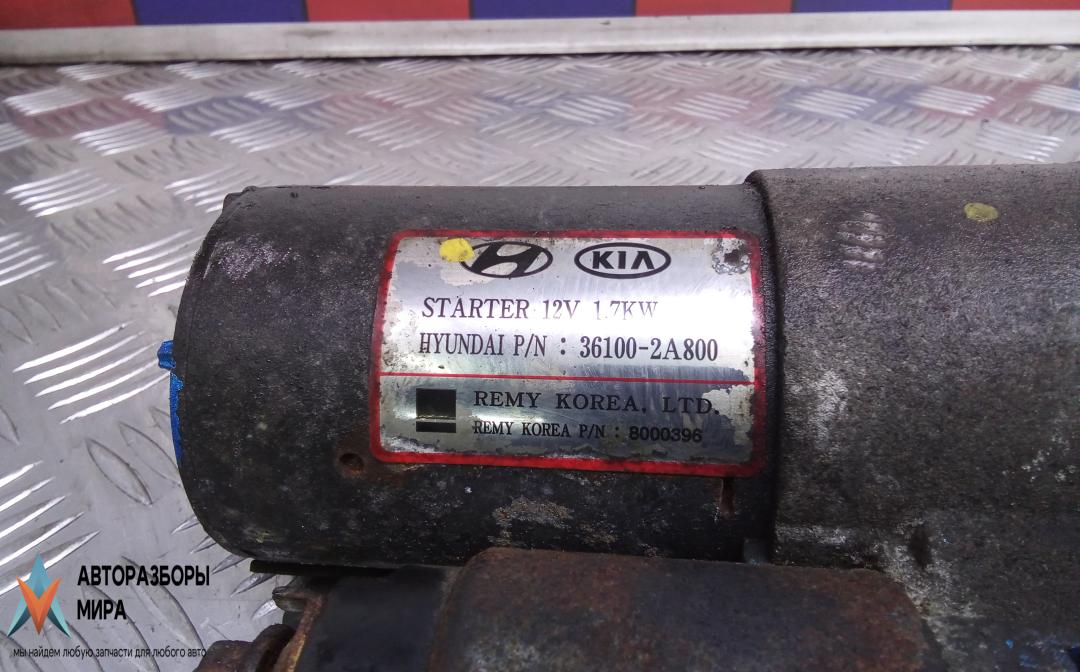 KIA
STARTER 12V 1.7KW
HYUNDAI P/N : 36100-2A800
REMY KOREA, LTD.
REMY KOREA P/N : 8000396
АВТОРАЗБОРЫ
МИРА
мы найдем любую запчасти для любого авто